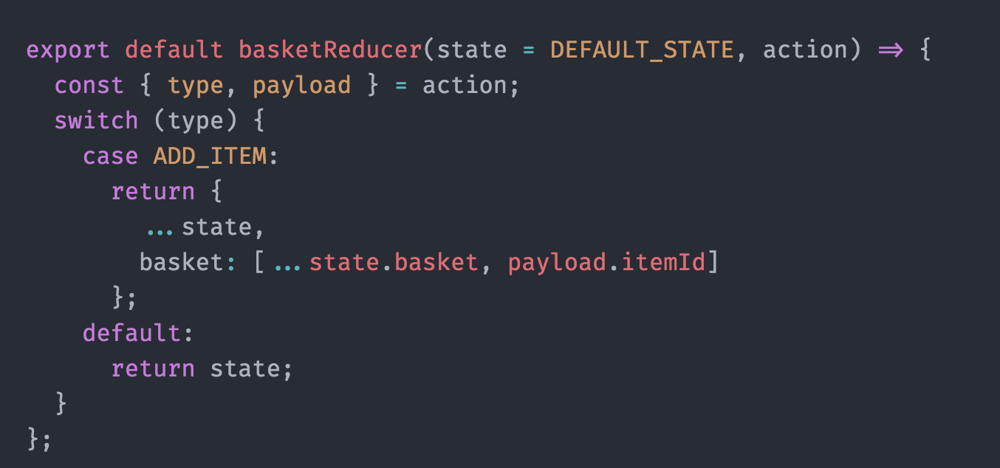 export default basketReducer(state = DEFAULT_STATE, action) => {
  const { type, payload } = action;
  switch (type) {
    case ADD_ITEM:
      return {
        ...state,
        basket: [...state.basket, payload.itemId]
      };
    default:
      return state;
  }
};